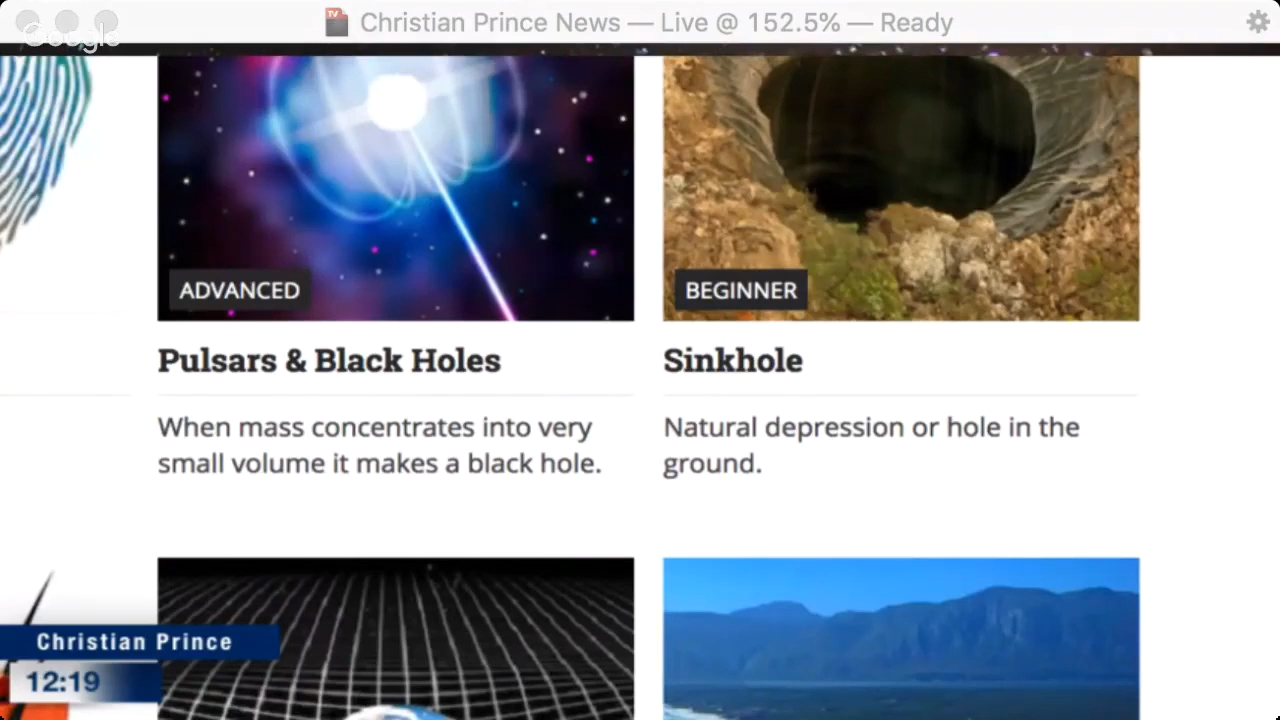 Christian Prince News — Live @ 152.5% — Ready
Google
ADVANCED
BEGINNER
Pulsars & Black Holes
Sinkhole
When mass concentrates into very
small volume it makes a black hole.
Natural depression or hole in the
ground.
Christian Prince
12:19